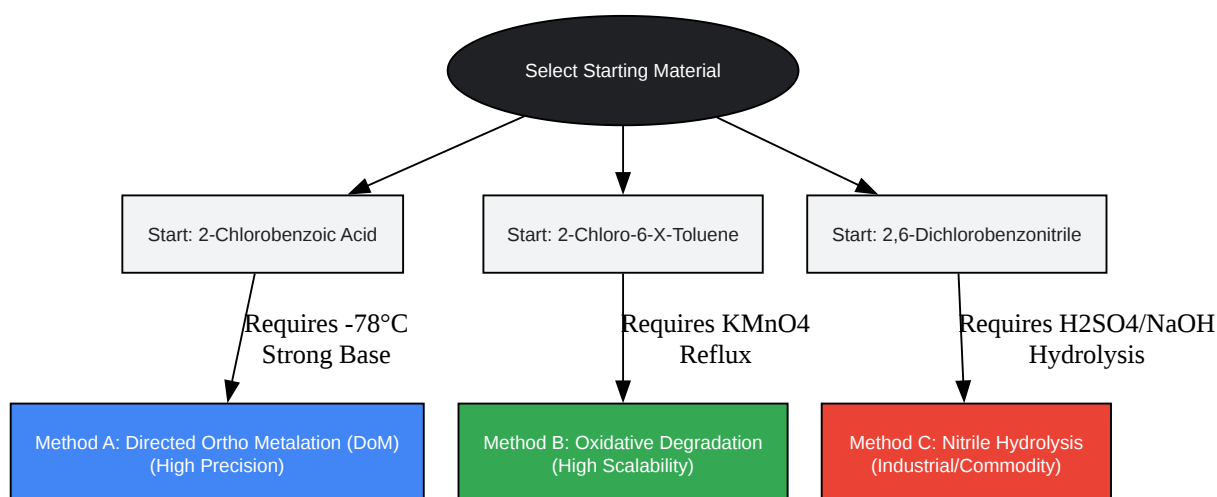 Select Starting Material
Start: 2-Chlorobenzoic Acid
Start: 2-Chloro-6-X-Toluene
Start: 2,6-Dichlorobenzonitrile
Requires -78°C
Strong Base
Requires KMnO4
Reflux
Requires H2SO4/NaOH
Hydrolysis
Method A: Directed Ortho Metalation (DoM)
(High Precision)
Method B: Oxidative Degradation
(High Scalability)
Method C: Nitrile Hydrolysis
(Industrial/Commodity)